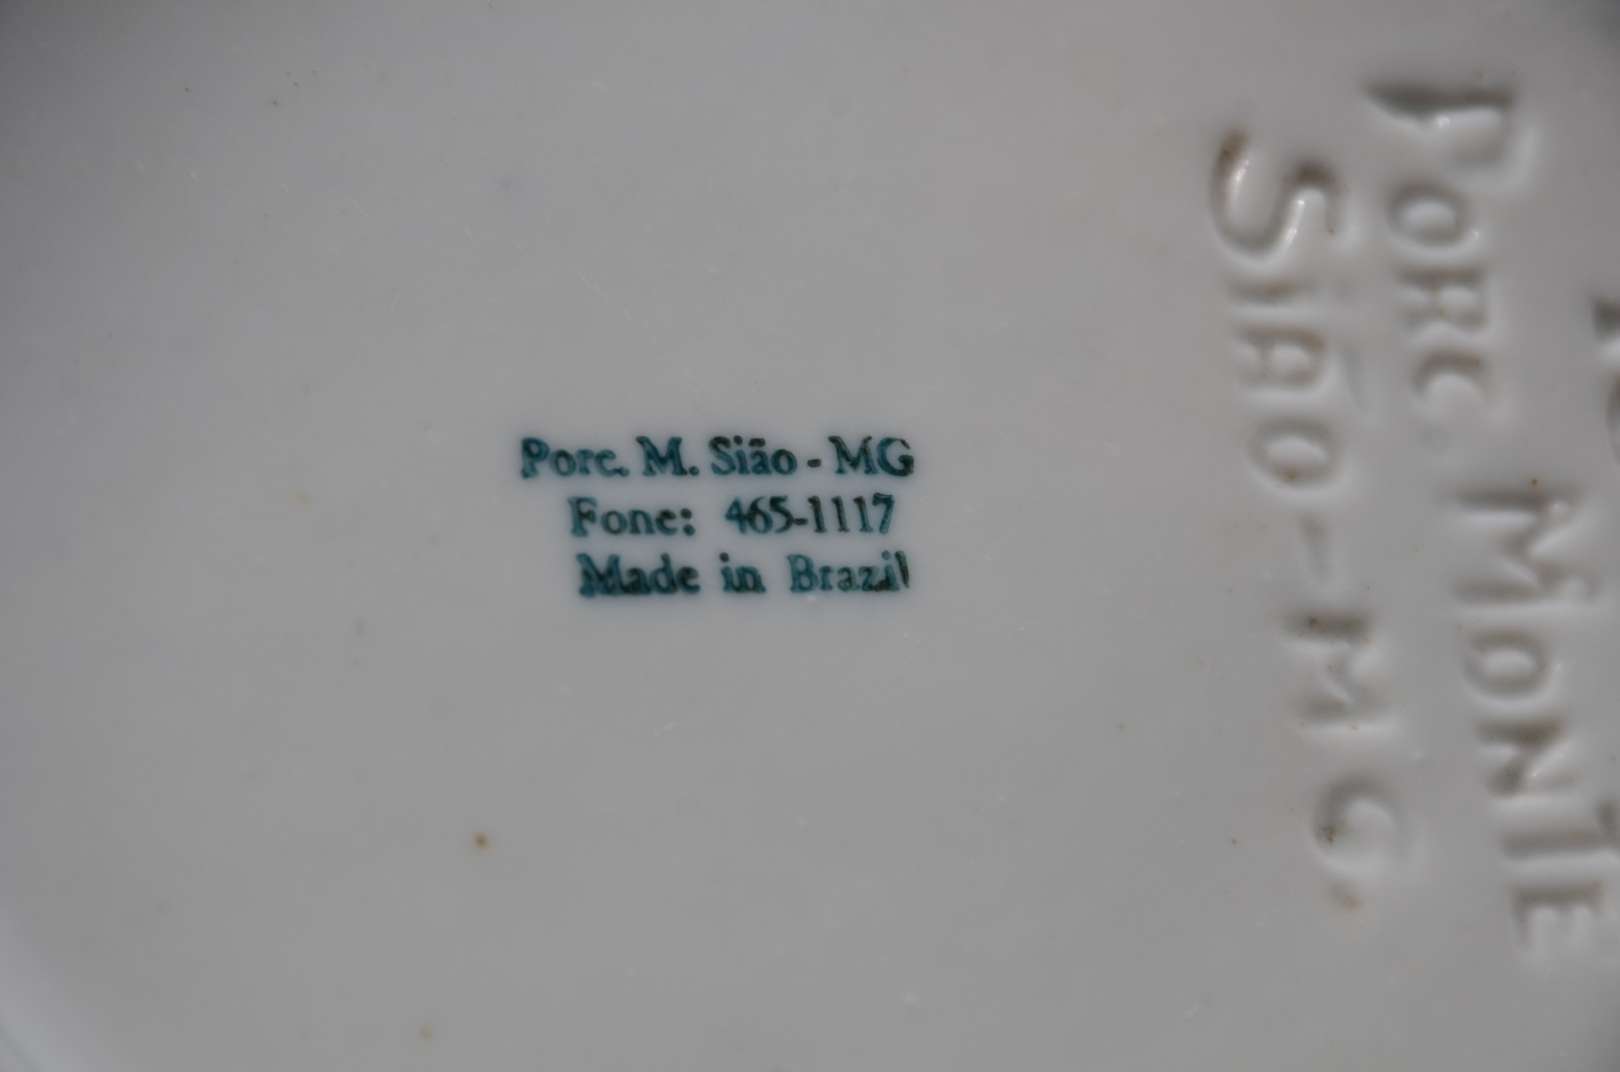 Porc. M. Sião - MG
Fone: 465-1117
Made in Brazil
PORC MONTE
SIÃO - MG